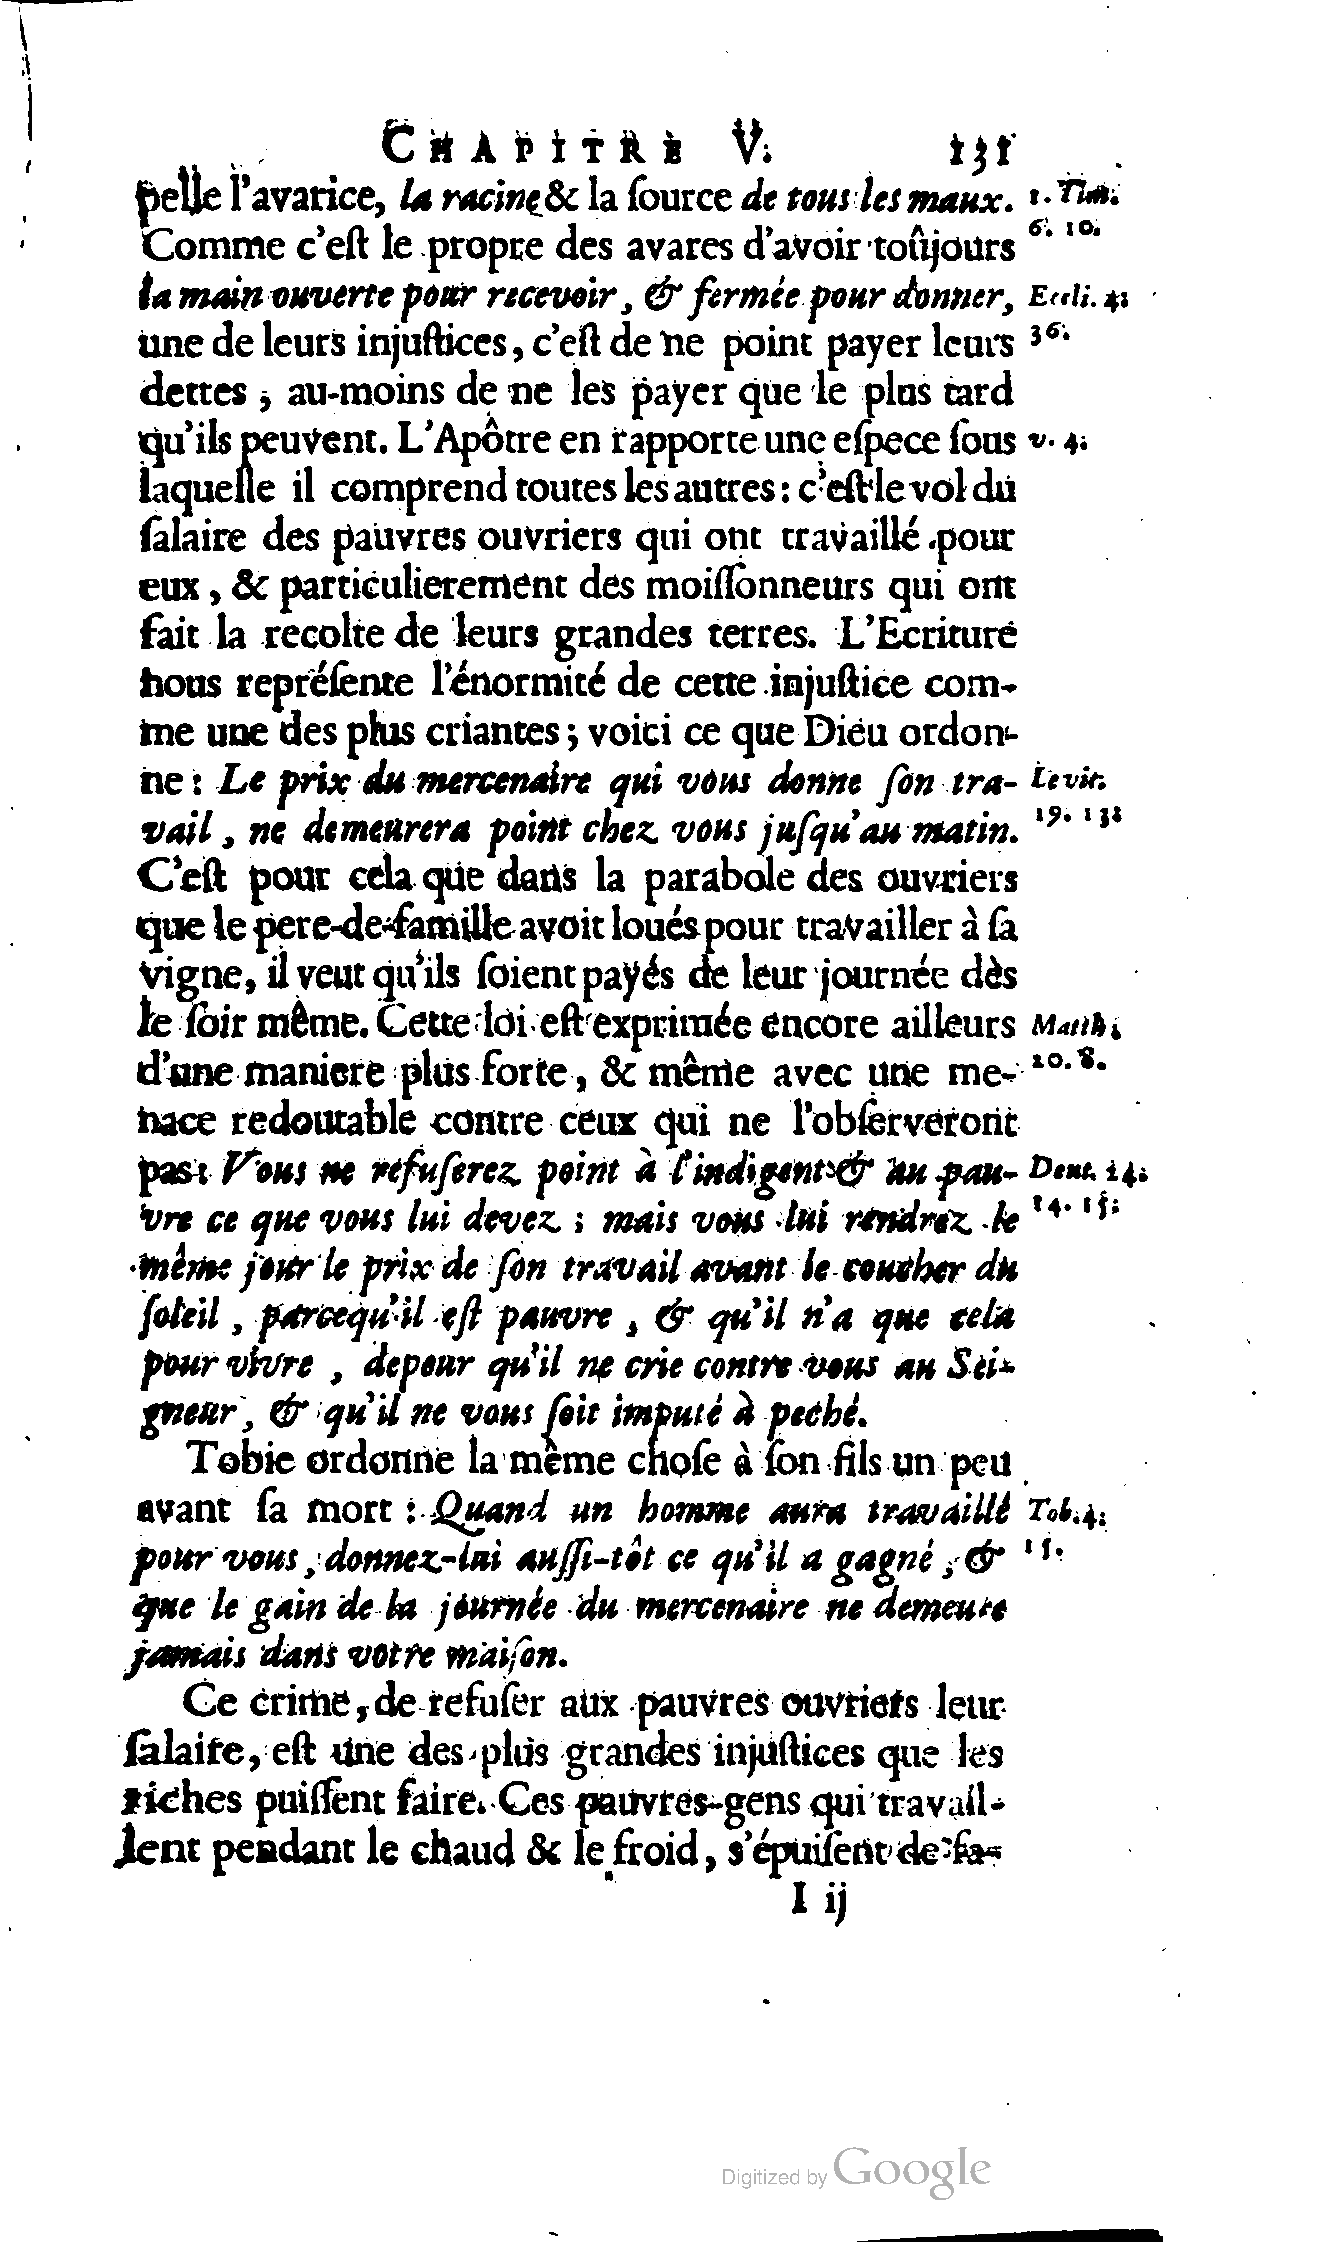 CHAPITRE V. 131
pelle l'avarice, la racine & la ſource de tous les maux. 1. Tim.
Comme c'eſt le propre des avares d'avoir toûjours 6. 10.
la main ouverte pour recevoir, & fermée pour donner, Eccli. 4.
une de leurs injuſtices, c'eſt de ne point payer leurs 36.
dettes ; au-moins de ne les payer que le plus tard
qu'ils peuvent. L'Apôtre en rapporte une eſpece ſous v. 4.
laquelle il comprend toutes les autres : c'eſt le vol du
ſalaire des pauvres ouvriers qui ont travaillé pour
eux, & particulierement des moiſſonneurs qui ont
fait la recolte de leurs grandes terres. L'Ecriture
nous repréſente l'énormité de cette injuſtice com-
me une des plus criantes ; voici ce que Dieu ordon-
ne : Le prix du mercenaire qui vous donne ſon tra- Levit.
vail, ne demeurera point chez vous juſqu'au matin. 19. 13.
C'eſt pour cela que dans la parabole des ouvriers
que le pere-de-famille avoit loués pour travailler à ſa
vigne, il veut qu'ils ſoient payés de leur journée dès
le ſoir même. Cette loi eſt exprimée encore ailleurs Matth.
d'une maniere plus forte, & même avec une me- 20. 8.
nace redoutable contre ceux qui ne l'obſerveront
pas : Vous ne refuſerez point à l'indigent & au pau- Deut. 24.
vre ce que vous lui devez ; mais vous lui rendrez le 14. 15.
même jour le prix de ſon travail avant le coucher du
ſoleil, parcequ'il eſt pauvre, & qu'il n'a que cela
pour vivre, depeur qu'il ne crie contre vous au Sei-
gneur, & qu'il ne vous ſoit imputé à peché.
Tobie ordonne la même choſe à ſon fils un peu
avant ſa mort : Quand un homme aura travaillé Tob. 4.
pour vous, donnez-lui auſſi-tôt ce qu'il a gagné, & 15.
que le gain de la journée du mercenaire ne demeure
jamais dans votre maiſon.
Ce crime, de refuſer aux pauvres ouvriers leur
ſalaire, eſt une des plus grandes injuſtices que les
riches puiſſent faire. Ces pauvres-gens qui travail-
lent pendant le chaud & le froid, s'épuiſent de fa-
I ij
Digitized by Google